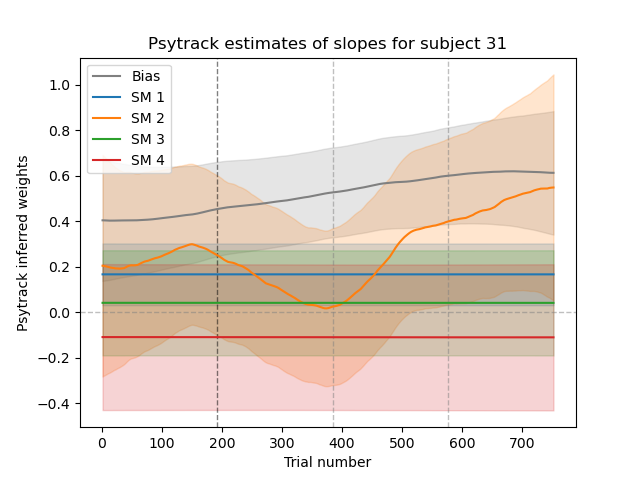 Psytrack estimates of slopes for subject 31
Bias
SM 1
SM 2
SM 3
SM 4
Psytrack inferred weights
1.0
0.8
0.6
0.4
0.2
0.0
−0.2
−0.4
0 100 200 300 400 500 600 700
Trial number